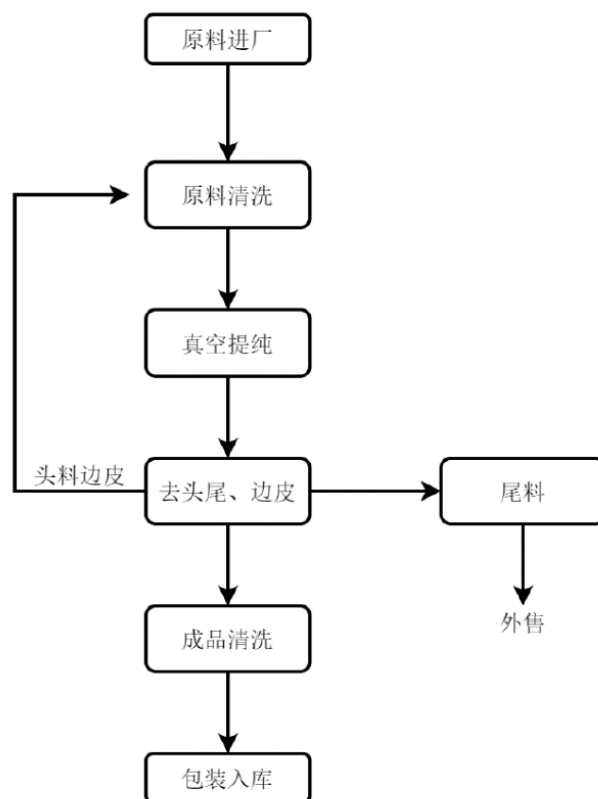 原料进厂
原料清洗
真空提纯
头料边皮
去头尾、边皮
尾料
外售
成品清洗
包装入库